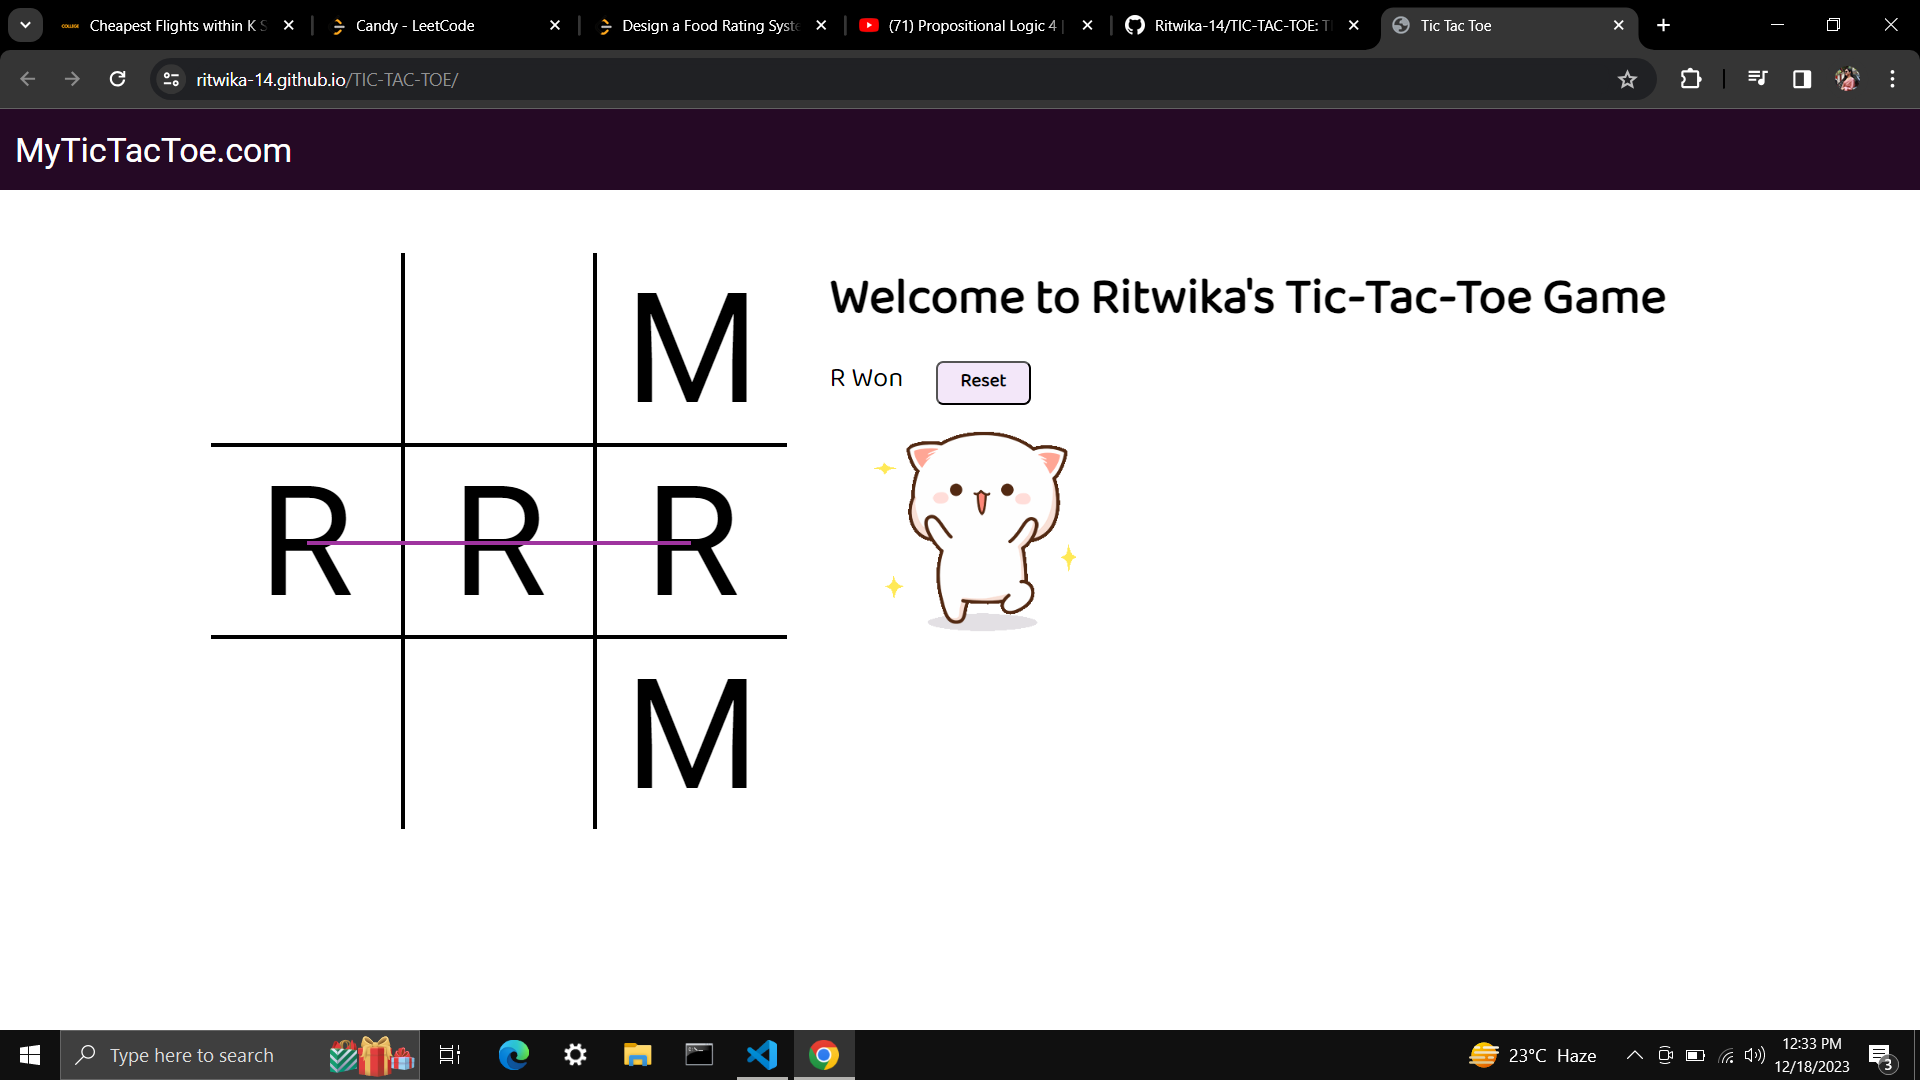 Cheapest Flights within K S
Candy - LeetCode
Design a Food Rating Syste
(71) Propositional Logic 4 |
Ritwika-14/TIC-TAC-TOE: T
Tic Tac Toe
ritwika-14.github.io/TIC-TAC-TOE/
MyTicTacToe.com
M
R R R
M
Welcome to Ritwika's Tic-Tac-Toe Game
R Won
Reset
Type here to search
23°C Haze
12:33 PM
12/18/2023
3